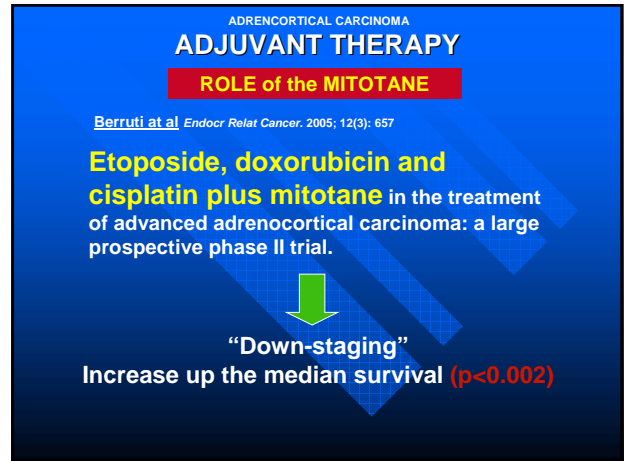 ADRENCORTICAL CARCINOMA
ADJUVANT THERAPY
ROLE of the MITOTANE
Berruti at al Endocr Relat Cancer. 2005; 12(3): 657
Etoposide, doxorubicin and
cisplatin plus mitotane in the treatment
of advanced adrenocortical carcinoma: a large
prospective phase II trial.
“Down-staging”
Increase up the median survival (p<0.002)